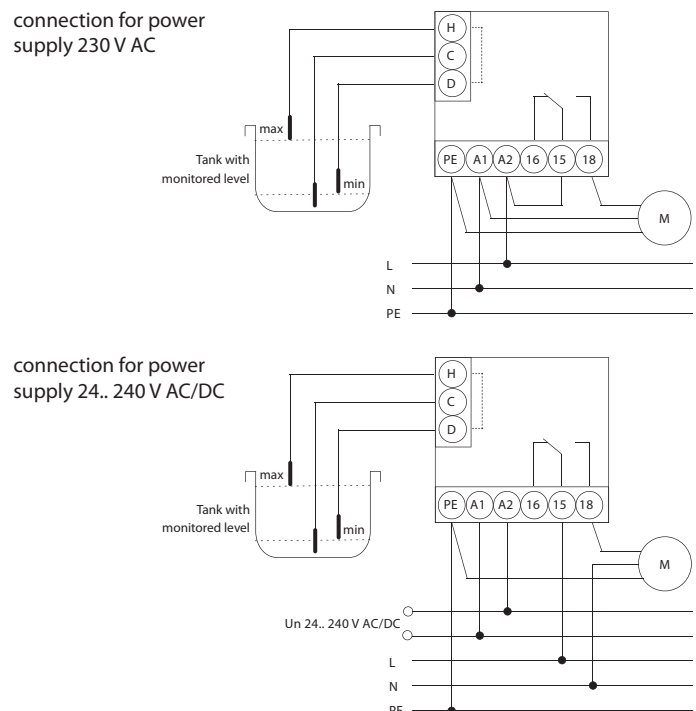 connection for power
supply 230 V AC
H
C
D
max
Tank with
monitored level
min
PE A1 A2 16 15 18
M
L
N
PE
connection for power
supply 24.. 240 V AC/DC
H
C
D
max
Tank with
monitored level
min
PE A1 A2 16 15 18
M
Un 24.. 240 V AC/DC
L
N
PE